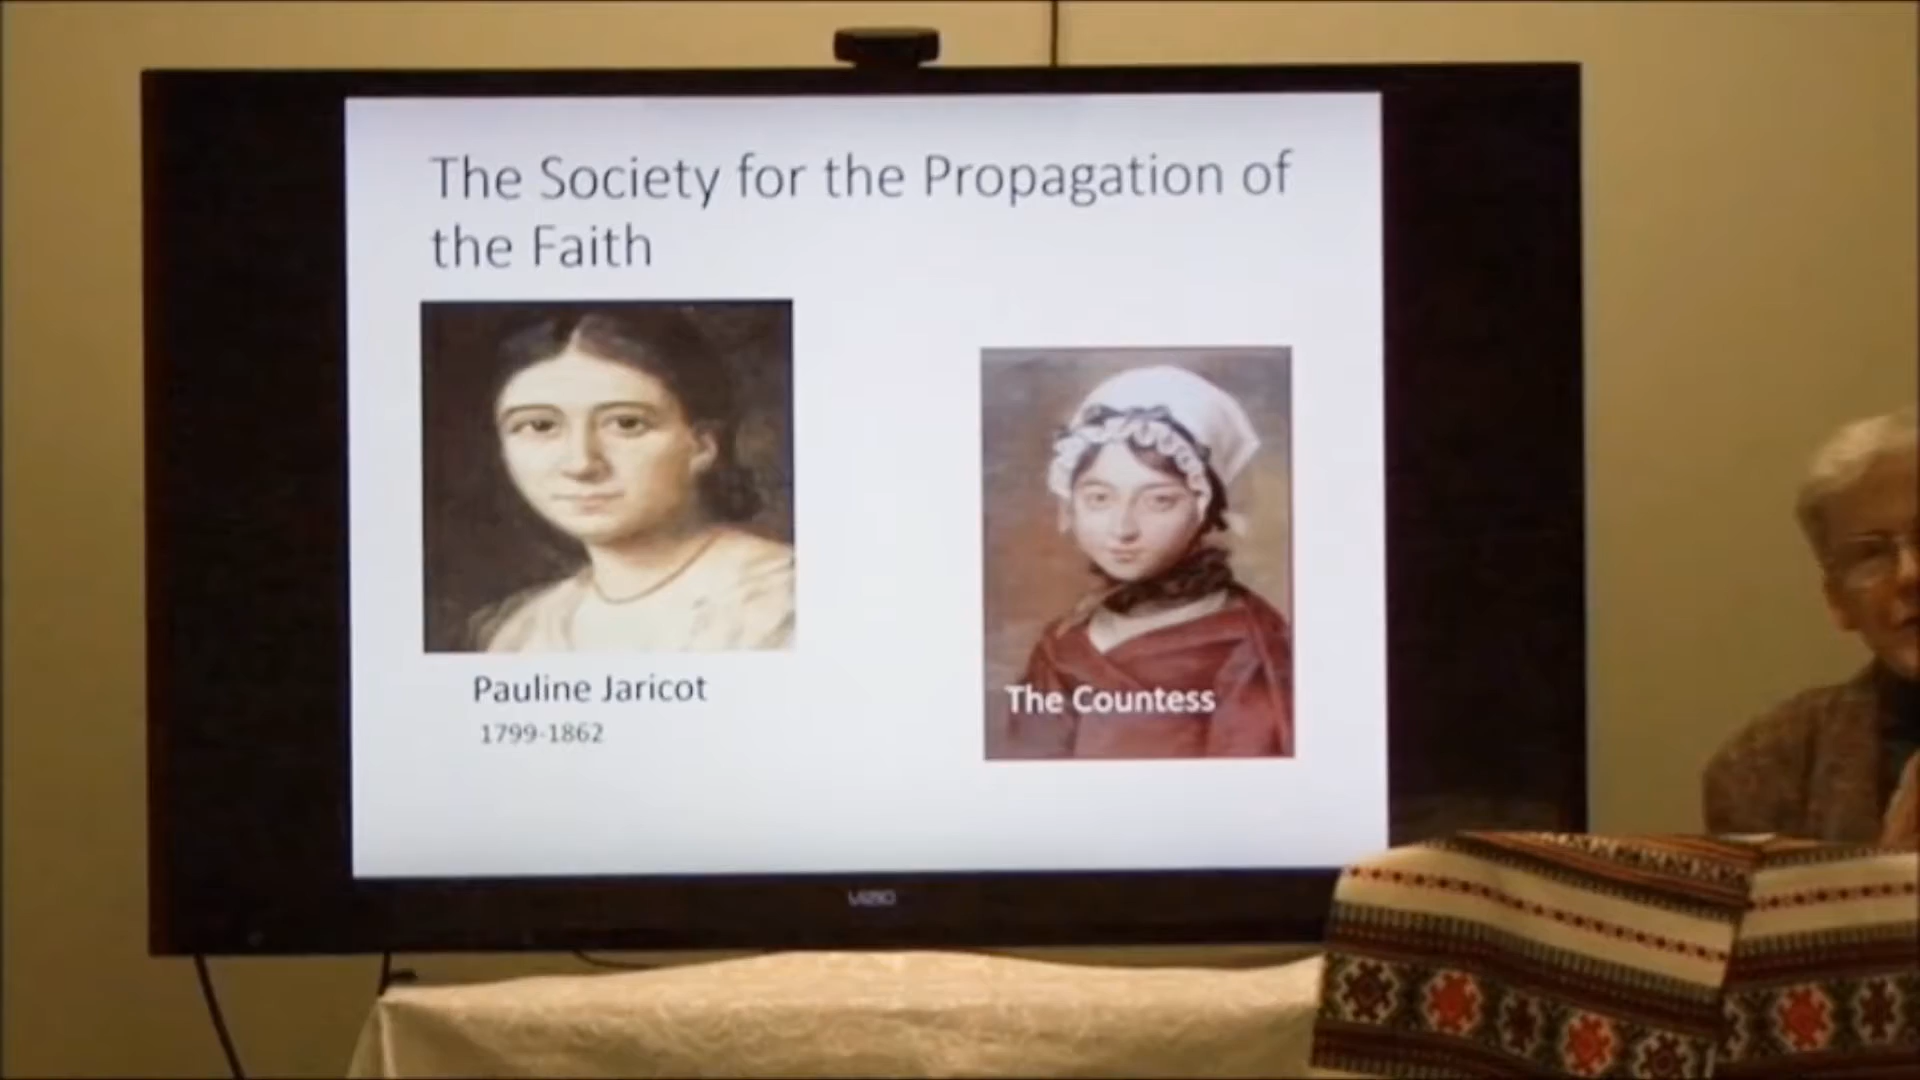 The Society for the Propagation of
the Faith
Pauline Jaricot
1799-1862
The Countess
VIZIO